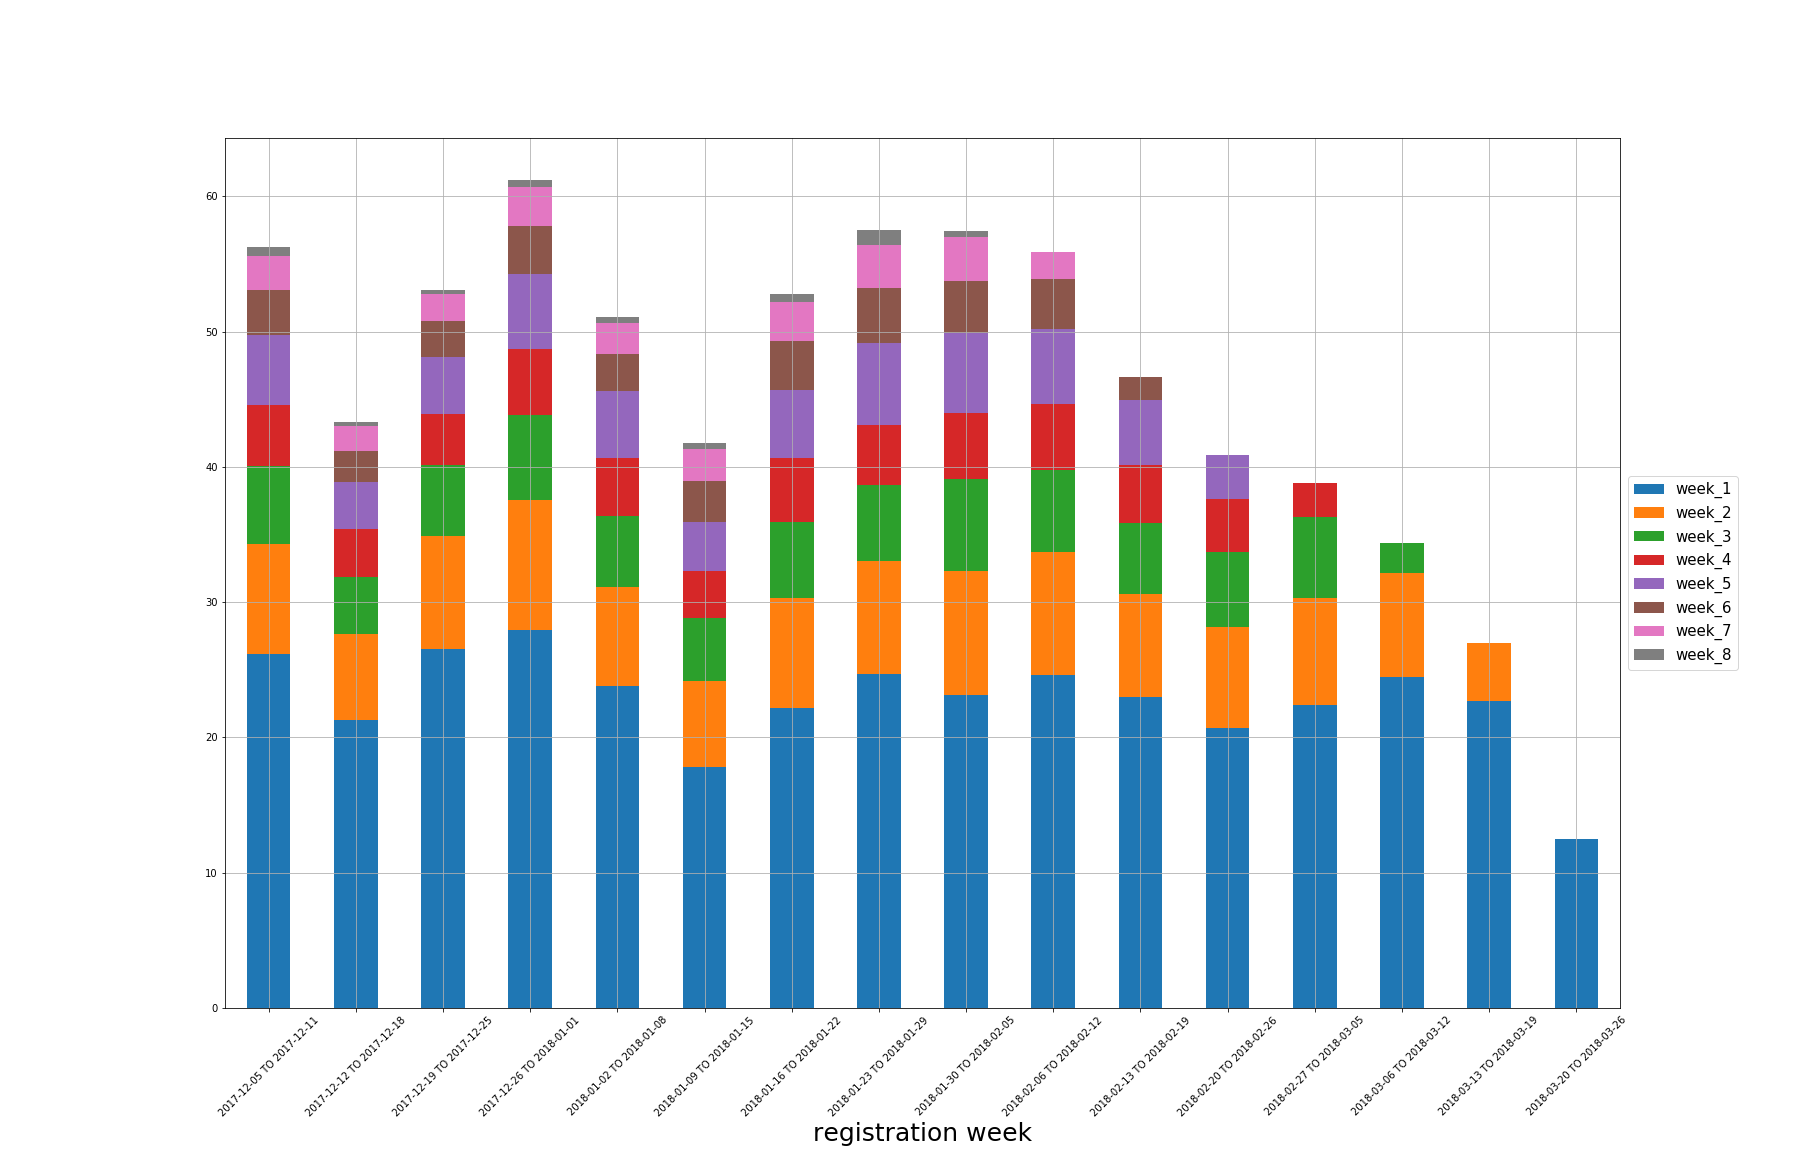 60
50
40
30
20
10
0
week_1
week_2
week_3
week_4
week_5
week_6
week_7
week_8
2017-12-05 TO 2017-12-11
2017-12-12 TO 2017-12-18
2017-12-19 TO 2017-12-25
2017-12-26 TO 2018-01-01
2018-01-02 TO 2018-01-08
2018-01-09 TO 2018-01-15
2018-01-16 TO 2018-01-22
2018-01-23 TO 2018-01-29
2018-01-30 TO 2018-02-05
2018-02-06 TO 2018-02-12
2018-02-13 TO 2018-02-19
2018-02-20 TO 2018-02-26
2018-02-27 TO 2018-03-05
2018-03-06 TO 2018-03-12
2018-03-13 TO 2018-03-19
2018-03-20 TO 2018-03-26
registration week